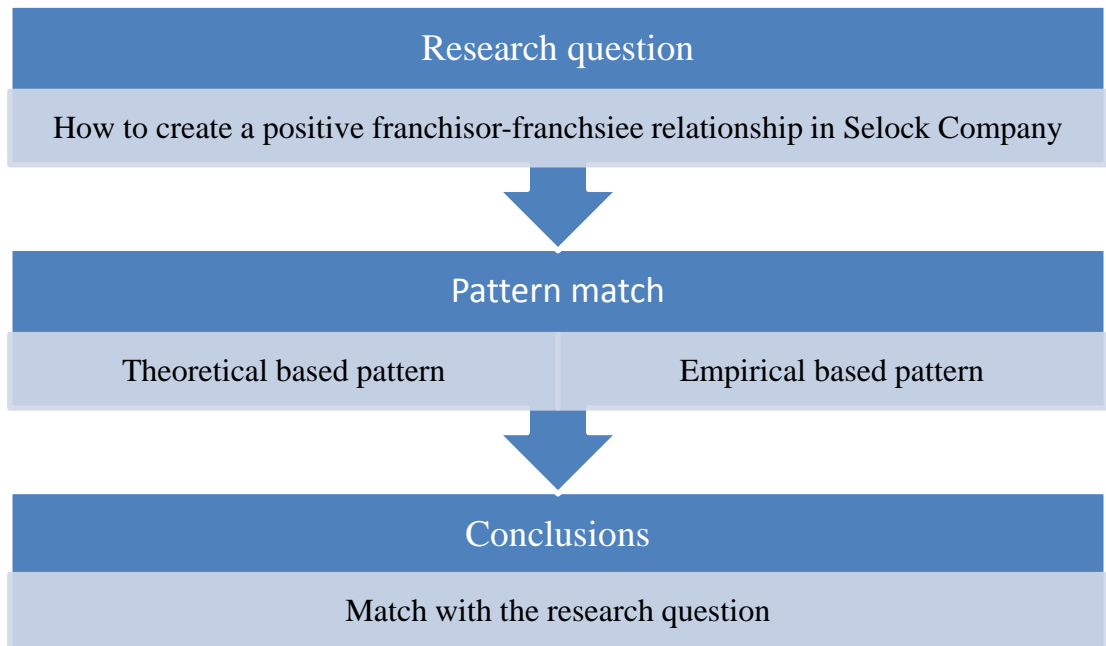 Research question
How to create a positive franchisor-franchsiee relationship in Selock Company
Pattern match
Theoretical based pattern
Empirical based pattern
Conclusions
Match with the research question